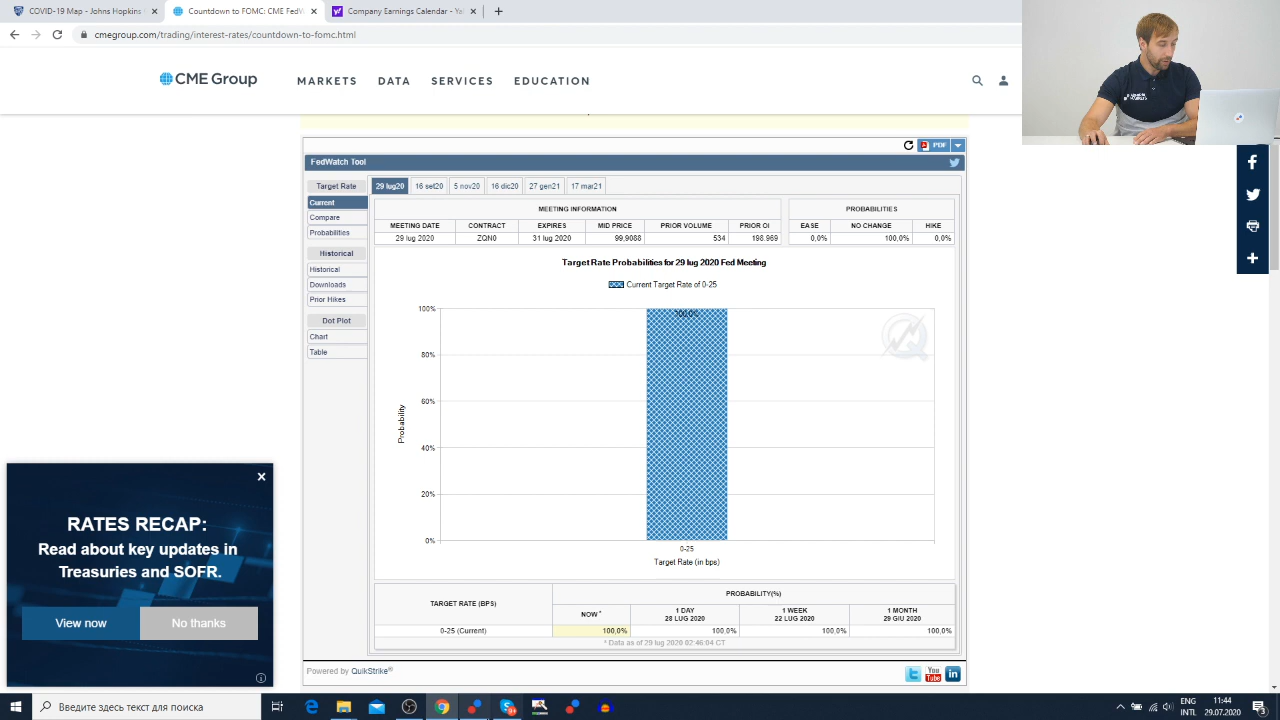 COVID-19 Map - Johns Hopkins
Countdown to FOMC: CME FedWatch
Company Earnings Calendar - Yah
cmegroup.com/trading/interest-rates/countdown-to-fomc.html
CME Group
MARKETS DATA SERVICES EDUCATION
PDF
FedWatch Tool
Target Rate
Current
Compare
Probabilities
Historical
Historical
Downloads
Prior Hikes
Dot Plot
Chart
Table
29 lug20 16 set20 5 nov20 16 dic20 27 gen21 17 mar21
MEETING INFORMATION
MEETING DATE CONTRACT EXPIRES MID PRICE PRIOR VOLUME PRIOR OI
29 lug 2020 ZQN0 31 lug 2020 99,9088 534 198.969
PROBABILITIES
EASE NO CHANGE HIKE
0,0% 100,0% 0,0%
Target Rate Probabilities for 29 lug 2020 Fed Meeting
Current Target Rate of 0-25
100%
80%
60%
40%
20%
0%
Probability
100,0%
0-25
Target Rate (in bps)
TARGET RATE (BPS) PROBABILITY(%)
NOW * 1 DAY 28 LUG 2020 1 WEEK 22 LUG 2020 1 MONTH 29 GIU 2020
0-25 (Current) 100,0% 100,0% 100,0% 100,0%
* Data as of 29 lug 2020 02:46:04 CT
Powered by QuikStrike®
You
Tube
in
RATES RECAP:
Read about key updates in
Treasuries and SOFR.
View now No thanks
Введите здесь текст для поиска
ENG
INTL
11:44
29.07.2020